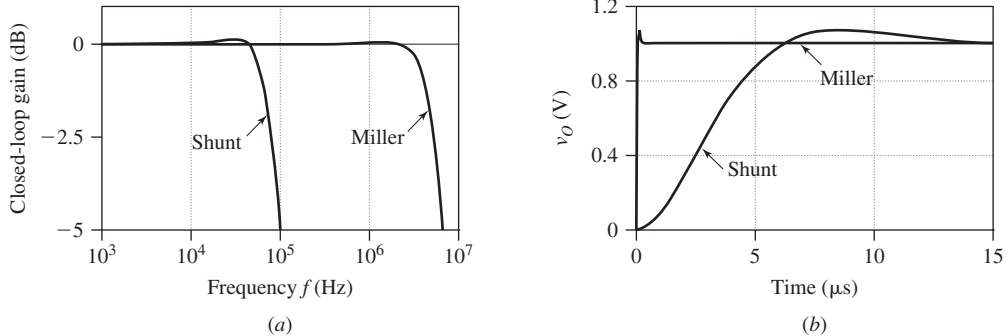 Closed-loop gain (dB)
0
−2.5
−5
Shunt
Miller
10³ 10⁴ 10⁵ 10⁶ 10⁷
Frequency f (Hz)
(a)
v_O (V)
1.2
0.8
0.4
0
Miller
Shunt
0 5 10 15
Time (μs)
(b)